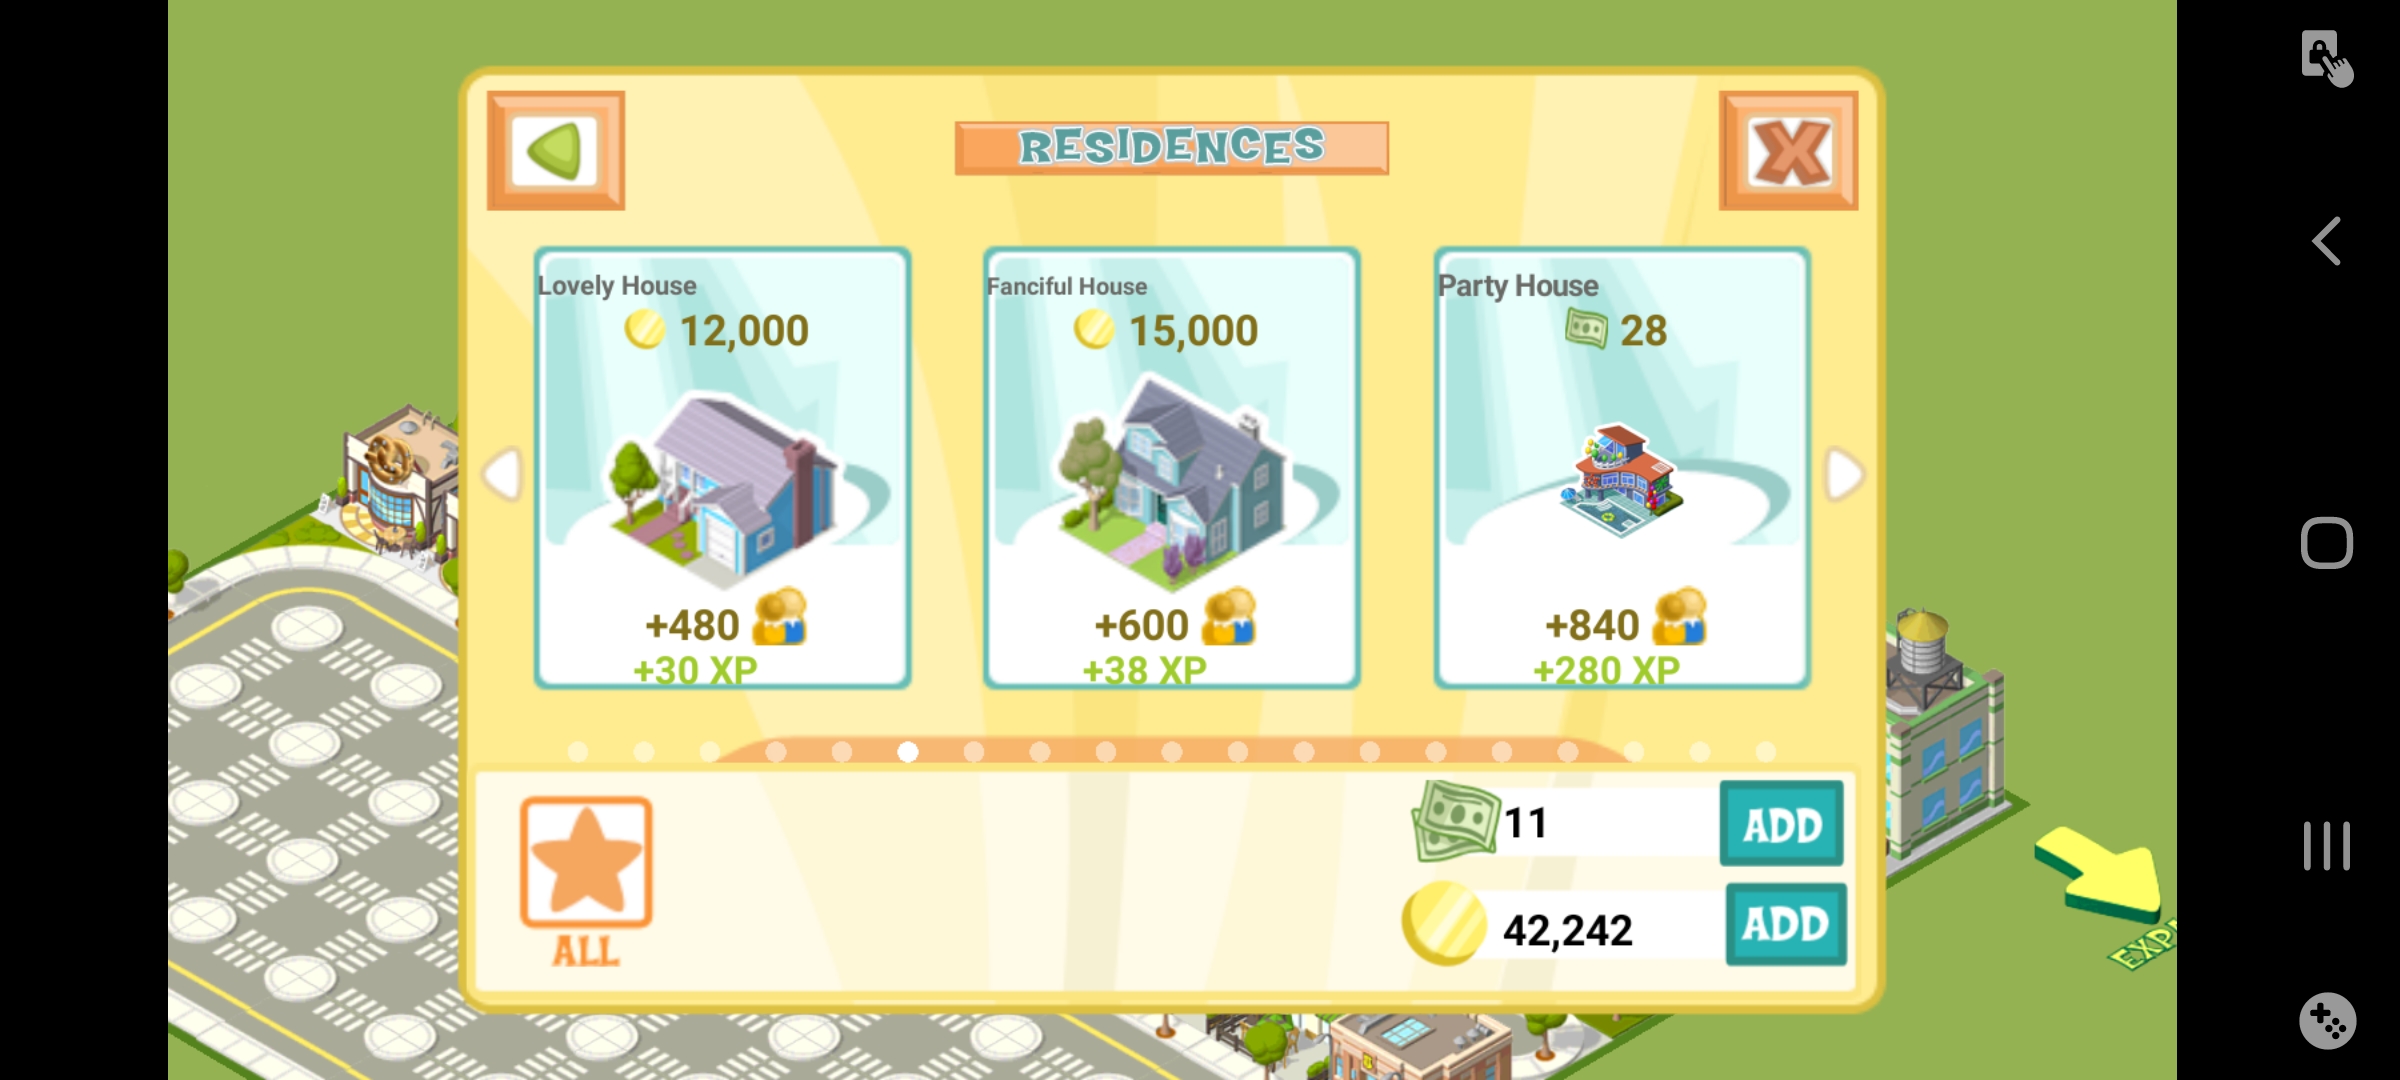 RESIDENCES
Lovely House
12,000
+480
+30 XP
Fanciful House
15,000
+600
+38 XP
Party House
28
+840
+280 XP
ALL
11
ADD
42,242
ADD
EXP